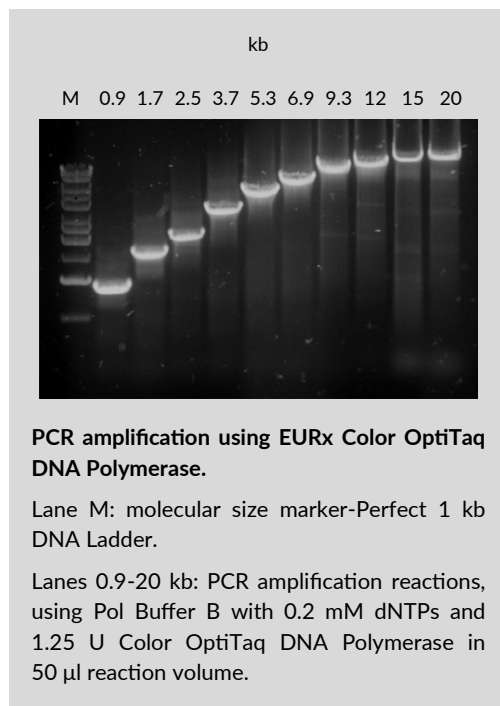 kb
M 0.9 1.7 2.5 3.7 5.3 6.9 9.3 12 15 20
PCR amplification using EURx Color OptiTaq
DNA Polymerase.
Lane M: molecular size marker-Perfect 1 kb
DNA Ladder.
Lanes 0.9-20 kb: PCR amplification reactions,
using Pol Buffer B with 0.2 mM dNTPs and
1.25 U Color OptiTaq DNA Polymerase in
50 µl reaction volume.